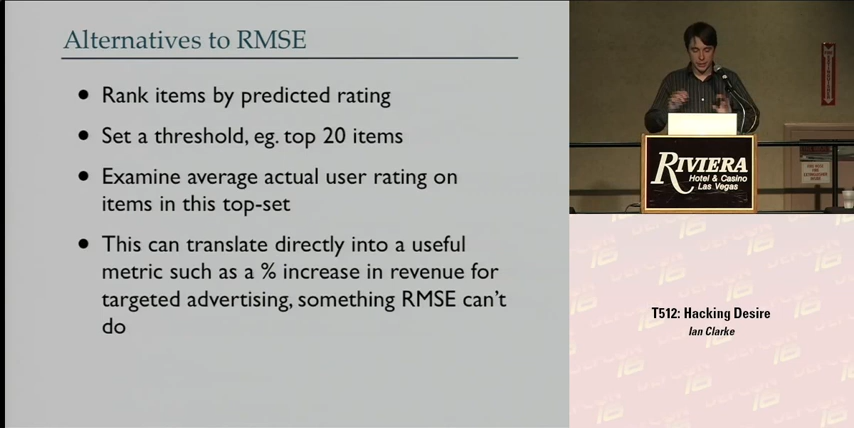 Alternatives to RMSE
• Rank items by predicted rating
• Set a threshold, eg. top 20 items
• Examine average actual user rating on
items in this top-set
• This can translate directly into a useful
metric such as a % increase in revenue for
targeted advertising, something RMSE can't
do
RIVIERA
Hotel & Casino
Las Vegas
T512: Hacking Desire
Ian Clarke